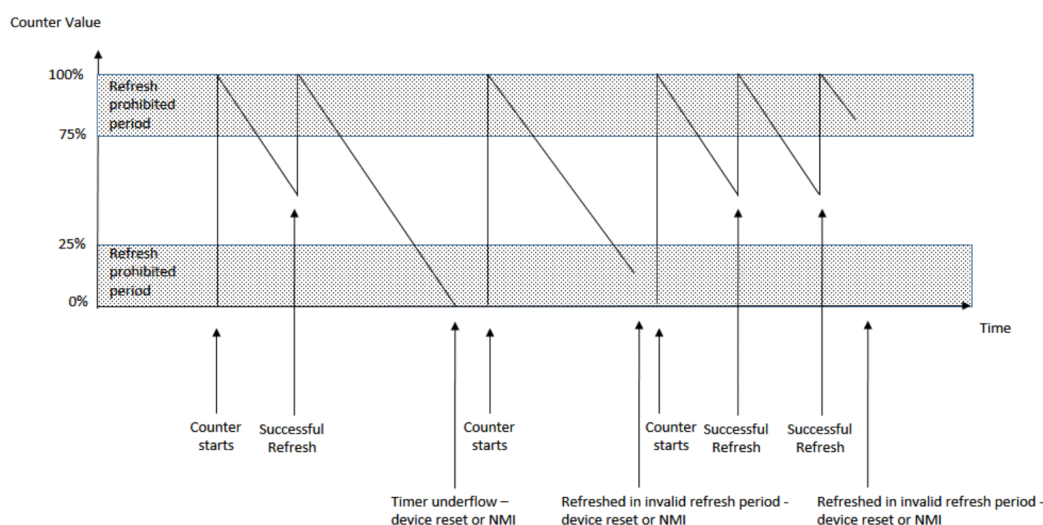 Counter Value
100%
Refresh
prohibited
period
75%
25%
Refresh
prohibited
period
0%
Time
Counter
starts
Successful
Refresh
Counter
starts
Counter
starts
Successful
Refresh
Successful
Refresh
Timer underflow –
device reset or NMI
Refreshed in invalid refresh period -
device reset or NMI
Refreshed in invalid refresh period -
device reset or NMI